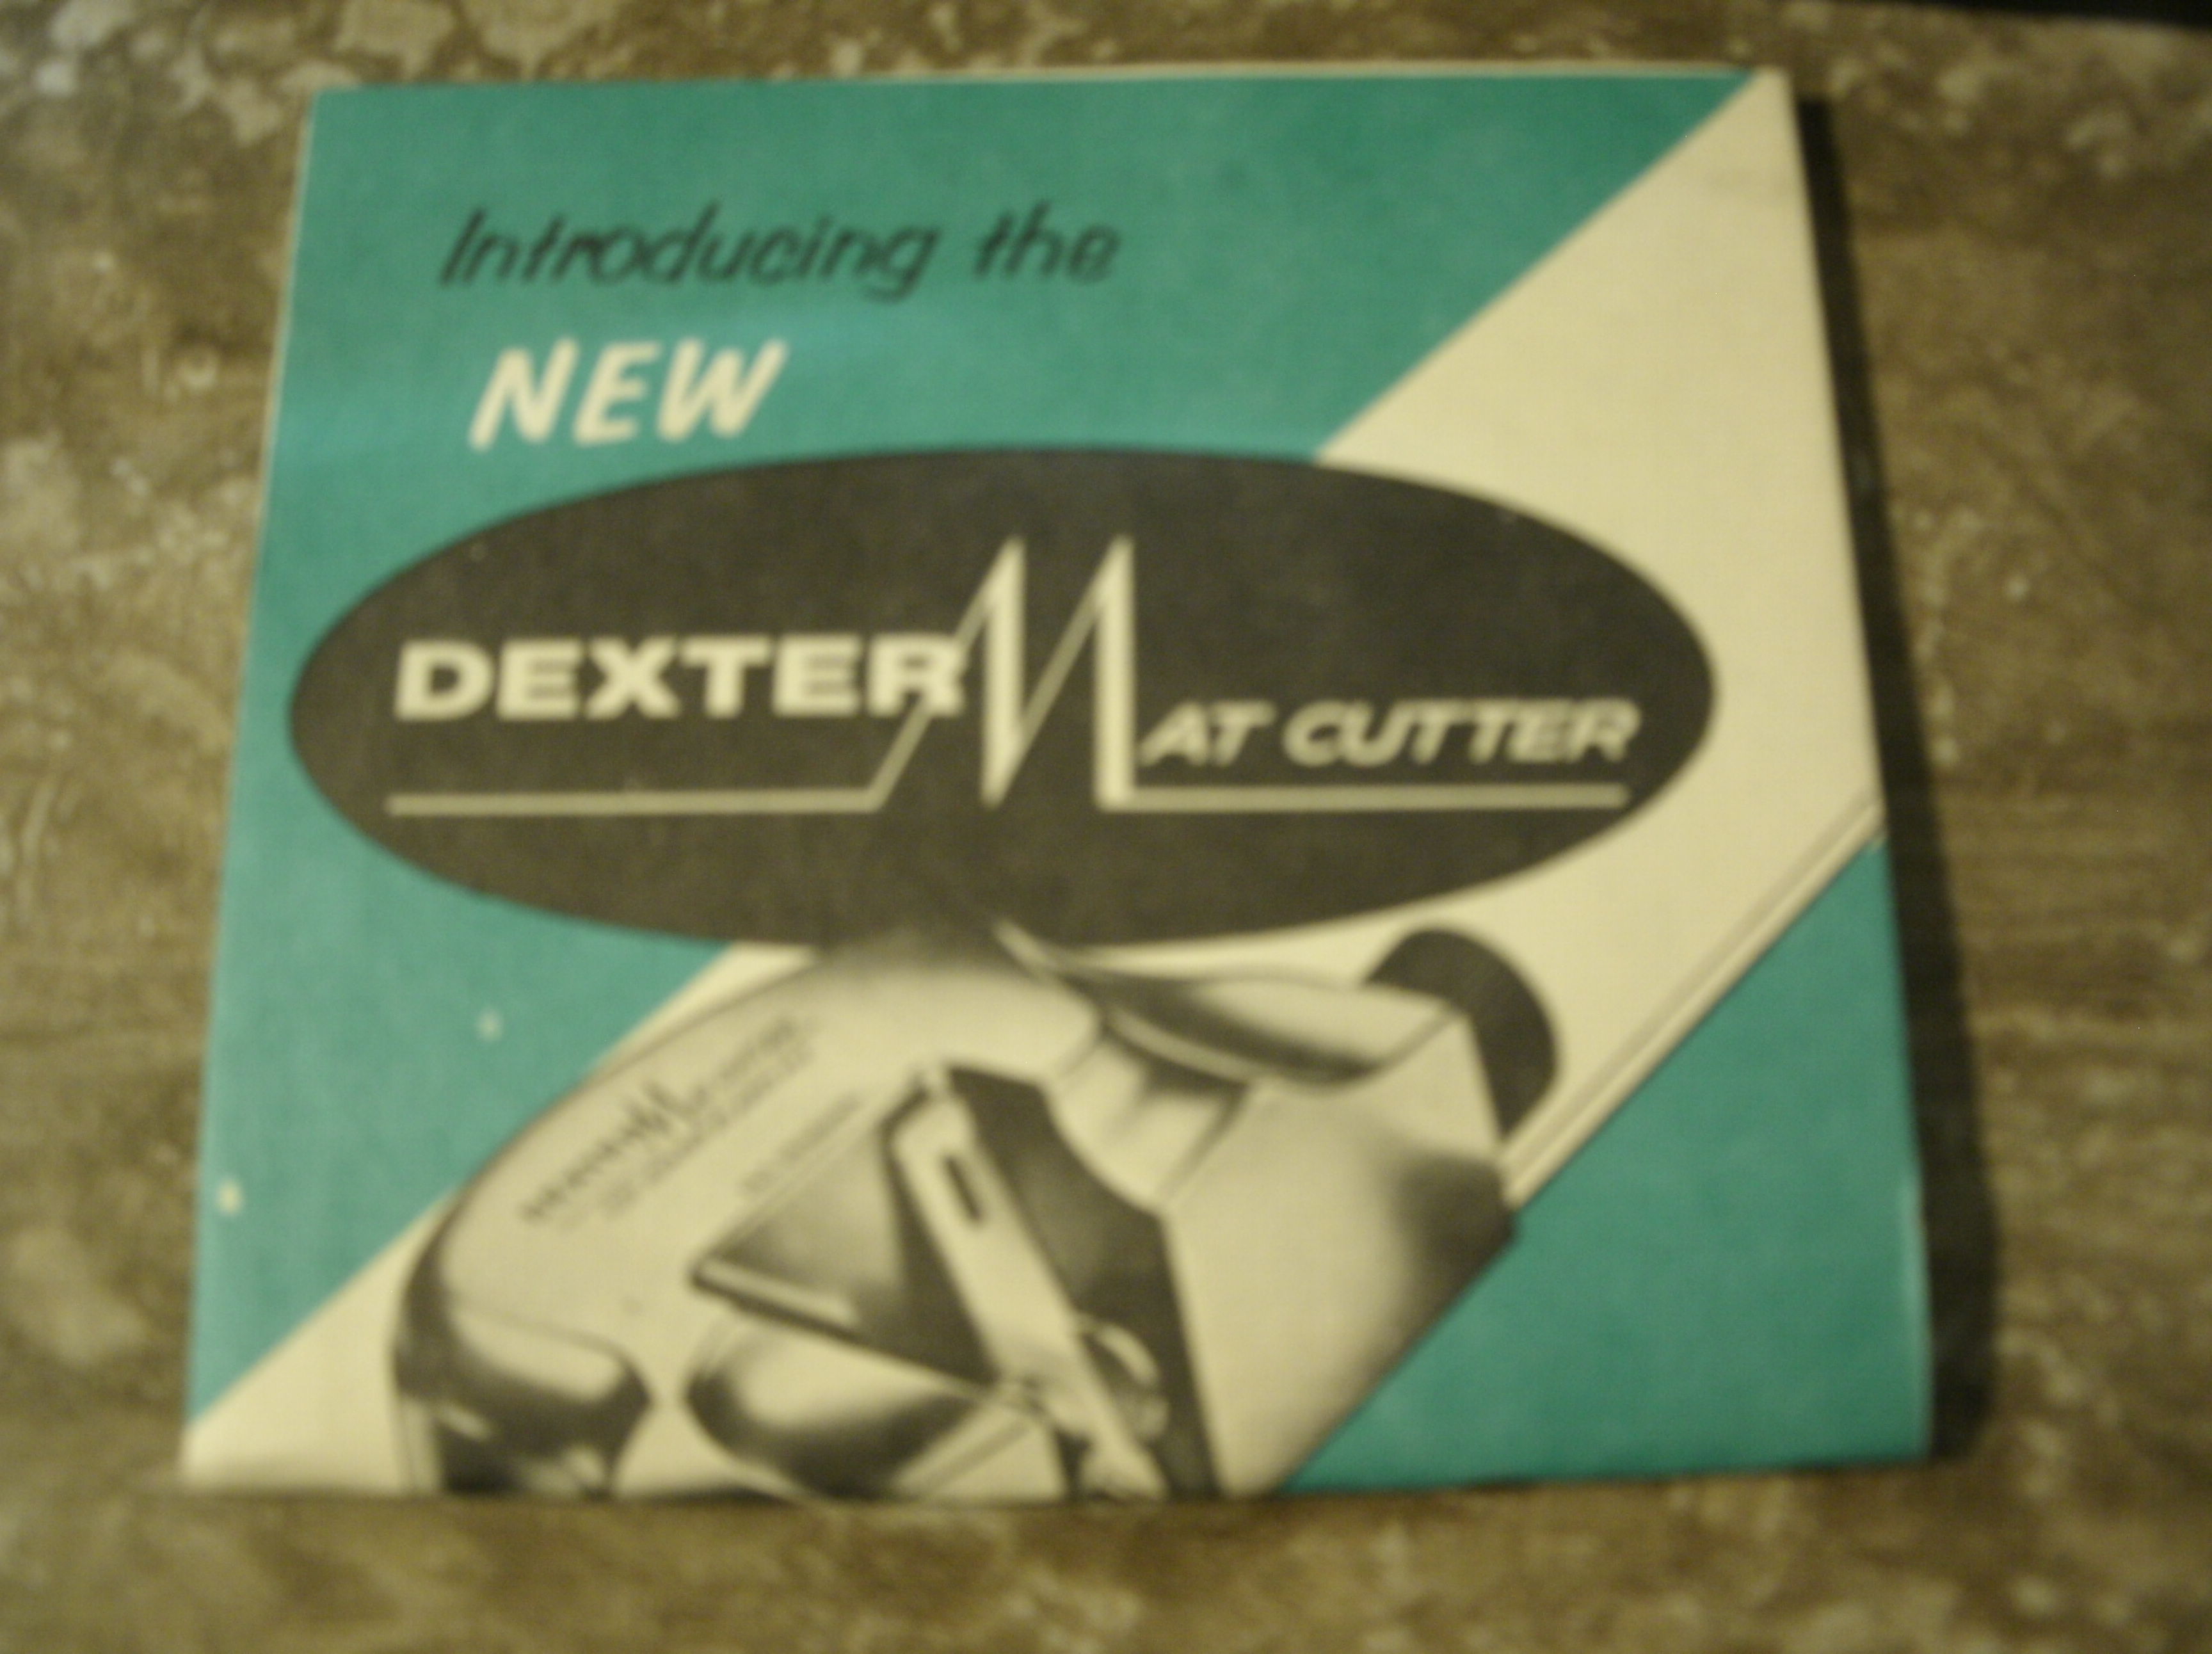 Introducing the
NEW
DEXTER MAT CUTTER